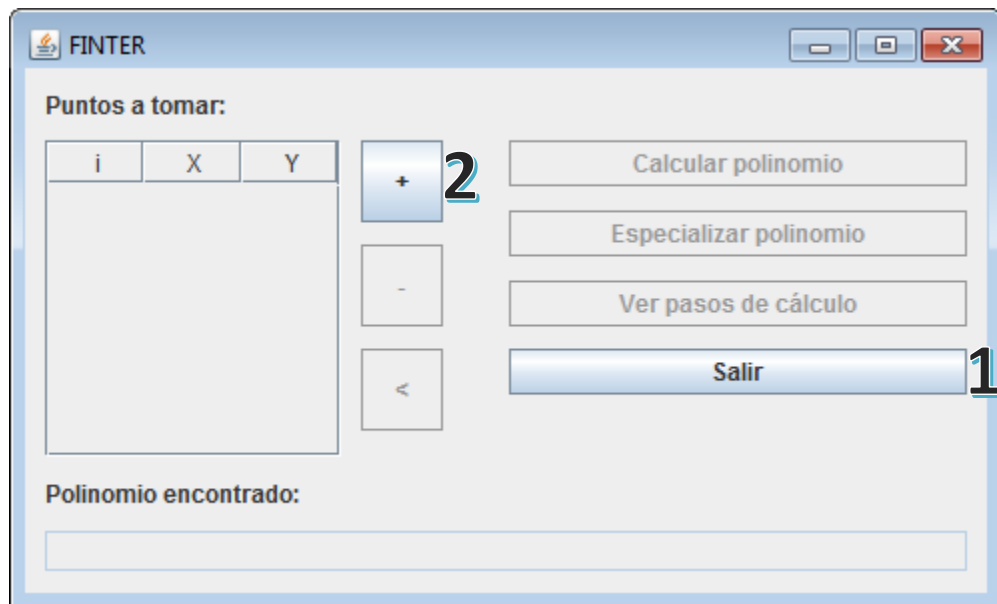 FINTER
Puntos a tomar:
i X Y
+
2
-
<
Calcular polinomio
Especializar polinomio
Ver pasos de cálculo
Salir
1
Polinomio encontrado: